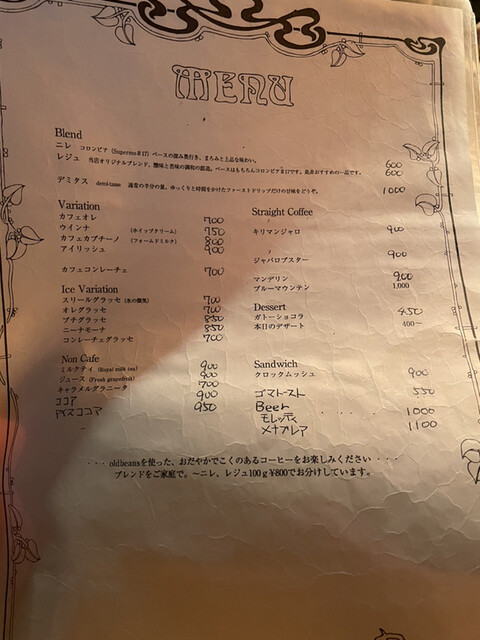 MENU
Blend
ニレ コロンビア (Supremo#17) ベースの深み奥行き、まろみと上品な味わい。 600
レジュ 当店オリジナルブレンド、酸味と苦味の調和の創造。ベースはもちろんコロンビア#17です。是非おすすめの一品です。 600
デミタス demi-tasse 通常の半分の量、ゆっくりと時間をかけたファーストドリップだけの甘味をどうぞ。 1000
Variation
カフェオレ 700
ウインナ (ホイップクリーム) 750
カフェカプチーノ (フォームドミルク) 800
アイリッシュ 900
カフェコンレーチェ 700
Ice Variation
スリールグラッセ (氷の微笑) 700
オレグラッセ 700
プチグラッセ 850
ニーナモーナ 850
コンレーチェグラッセ 700
Non Cafe
ミルクティ (Royal milk tea) 900
ジュース (Fresh grapefruit) 900
キャラメルグラニータ 700
ココア 900
アイスココア 950
Straight Coffee
キリマンジャロ 900
ジャバロブスター 900
マンデリン 900
ブルーマウンテン 1,000
Dessert
ガトーショコラ 450
本日のデザート 400〜
Sandwich
クロックムッシュ 900
ゴマトースト 550
Beer
モレッティ 1000
メナブレア 1100
・・・oldbeansを使った、おだやかでこくのあるコーヒーをお楽しみください・・・
ブレンドをご家庭で。〜ニレ、レジュ100g¥800でお分けしています。